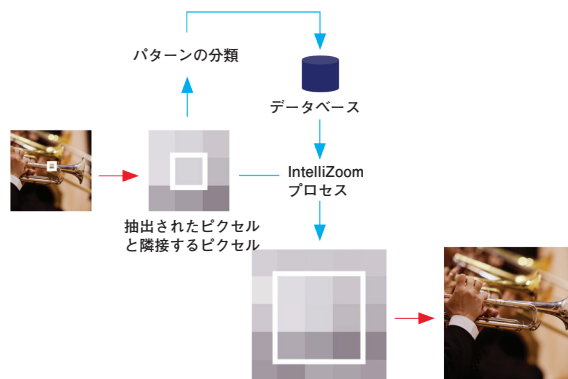 パターンの分類
データベース
IntelliZoom
プロセス
抽出されたピクセル
と隣接するピクセル